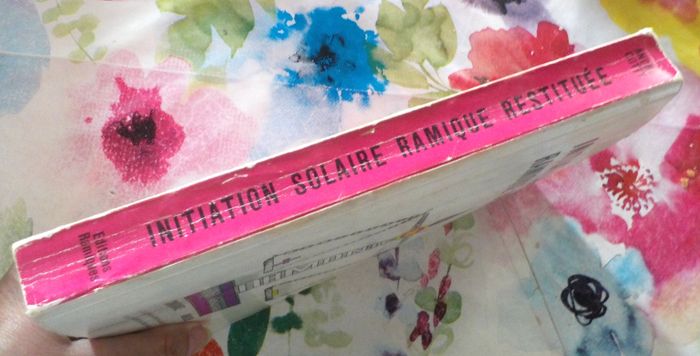 INITIATION SOLAIRE RAMIQUE RESTITUÉE
Editions
Ramiques